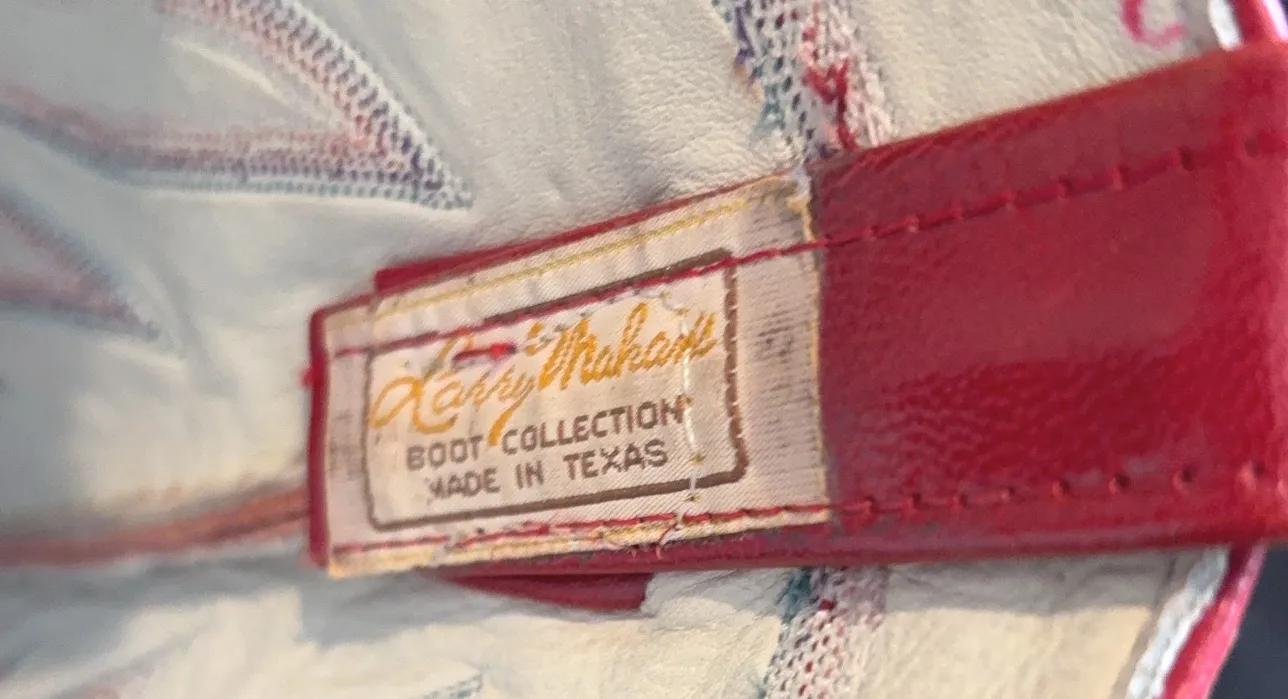 Larry Mahan
BOOT COLLECTION
MADE IN TEXAS